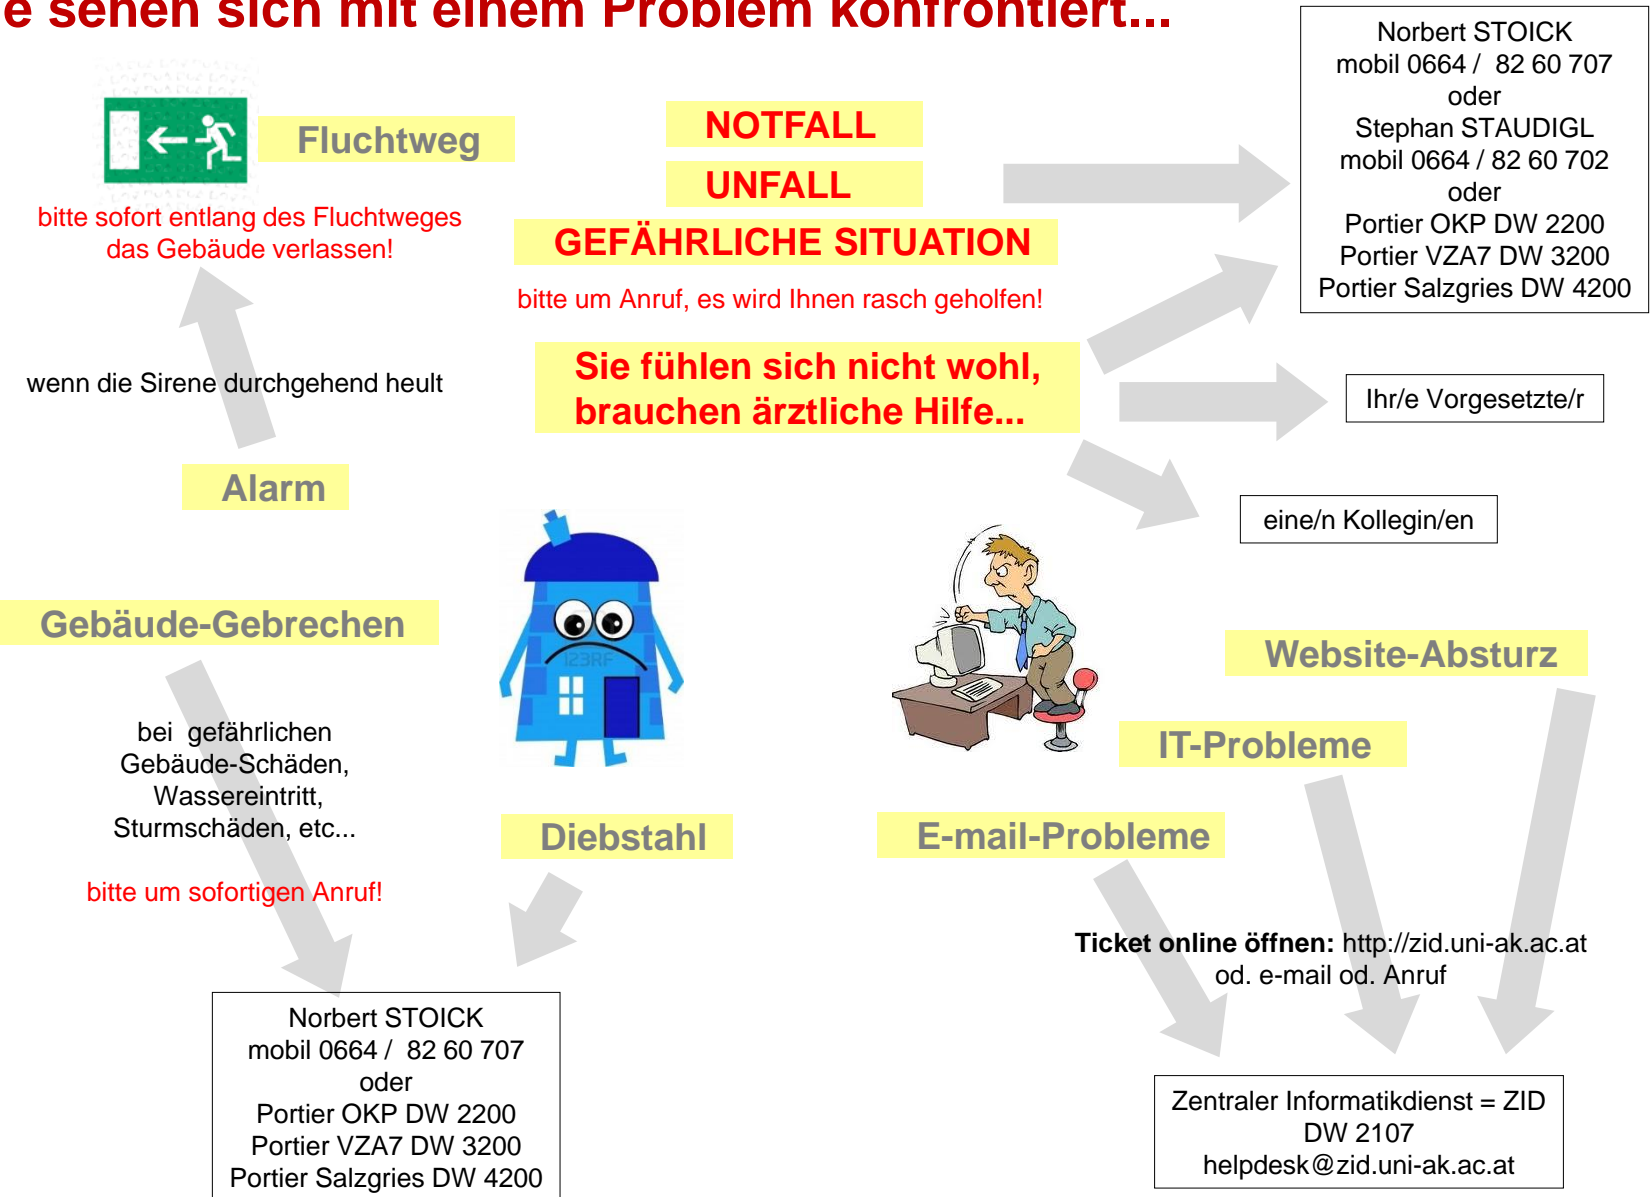 e sehen sich mit einem Problem konfrontiert...
Norbert STOICK
mobil 0664 / 82 60 707
oder
Stephan STAUDIGL
mobil 0664 / 82 60 702
oder
Portier OKP DW 2200
Portier VZA7 DW 3200
Portier Salzgries DW 4200
Fluchtweg
bitte sofort entlang des Fluchtweges
das Gebäude verlassen!
NOTFALL
UNFALL
GEFÄHRLICHE SITUATION
bitte um Anruf, es wird Ihnen rasch geholfen!
Sie fühlen sich nicht wohl,
brauchen ärztliche Hilfe...
wenn die Sirene durchgehend heult
Ihr/e Vorgesetzte/r
Alarm
eine/n Kollegin/en
Gebäude-Gebrechen
123RF
Website-Absturz
bei gefährlichen
Gebäude-Schäden,
Wassereintritt,
Sturmschäden, etc...
bitte um sofortigen Anruf!
IT-Probleme
Diebstahl
E-mail-Probleme
Ticket online öffnen: http://zid.uni-ak.ac.at
od. e-mail od. Anruf
Norbert STOICK
mobil 0664 / 82 60 707
oder
Portier OKP DW 2200
Portier VZA7 DW 3200
Portier Salzgries DW 4200
Zentraler Informatikdienst = ZID
DW 2107
helpdesk@zid.uni-ak.ac.at